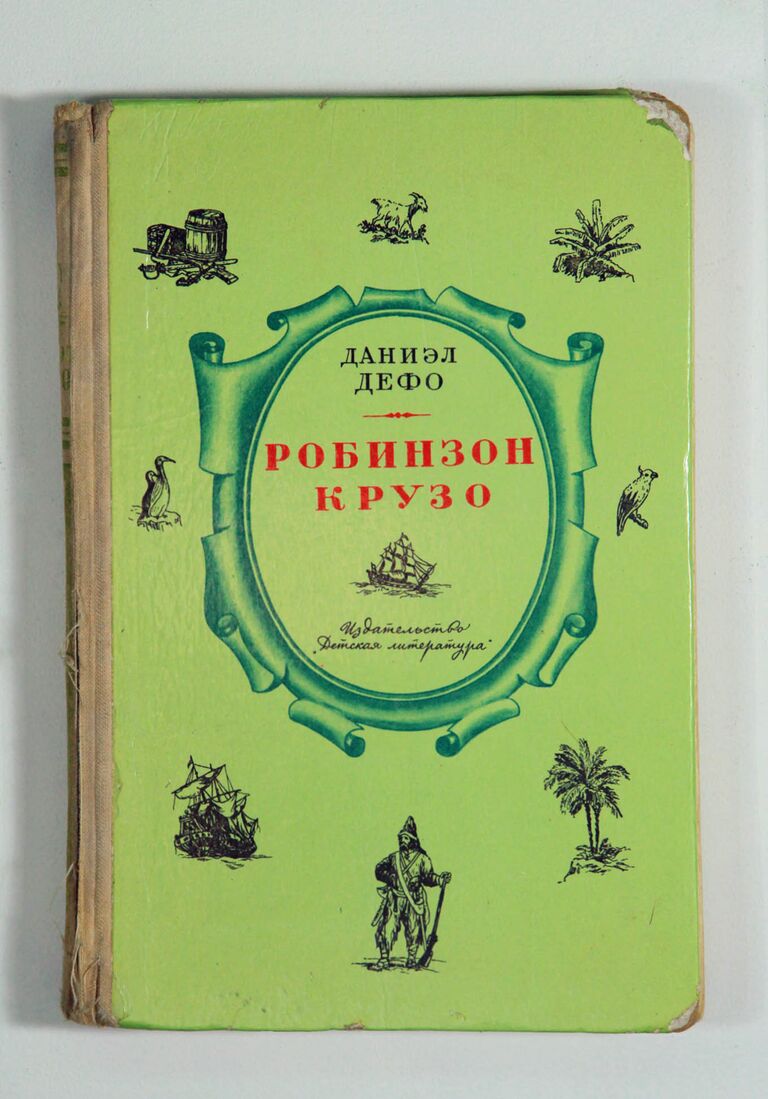 ДАНИЭЛ
ДЕФО
РОБИНЗОН
КРУЗО
Издательство
„Детская литература"